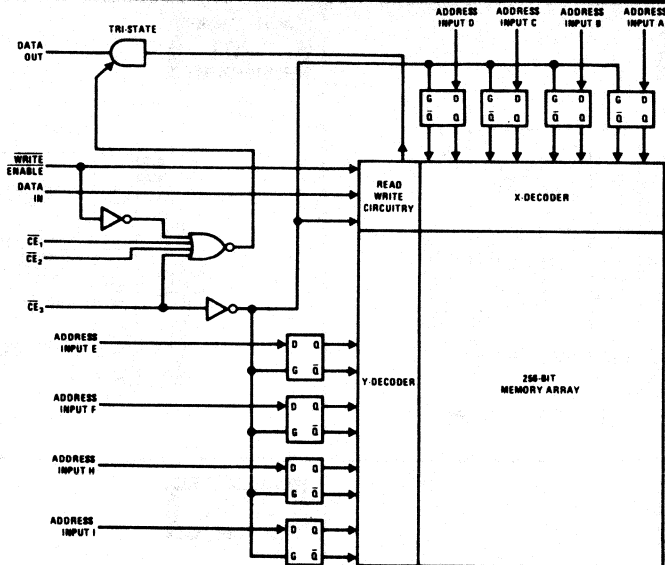 ADDRESS INPUT D
ADDRESS INPUT C
ADDRESS INPUT B
ADDRESS INPUT A
TRI-STATE
DATA OUT
G D
Q̅ Q
G D
Q̅ Q
G D
Q̅ Q
G D
Q̅ Q
WRITE ENABLE
DATA IN
READ WRITE CIRCUITRY
X-DECODER
CE₁
CE₂
CE₃
ADDRESS INPUT E
D Q
G Q̅
ADDRESS INPUT F
D Q
G Q̅
Y-DECODER
256-BIT MEMORY ARRAY
ADDRESS INPUT H
D Q
G Q̅
ADDRESS INPUT I
D Q
G Q̅